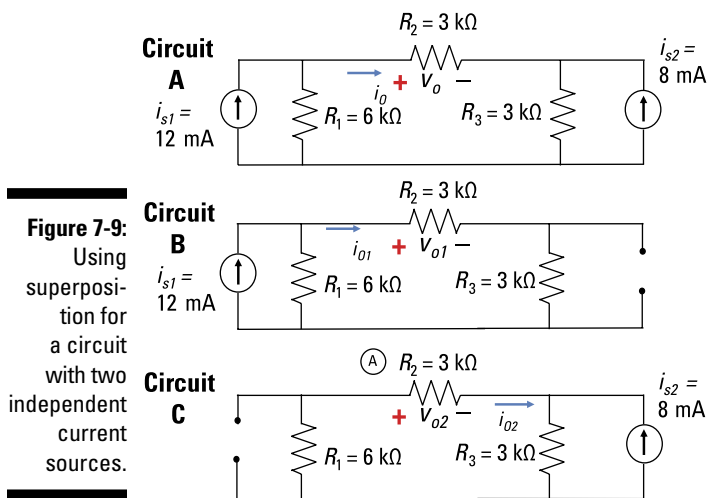 R2 = 3 kΩ
Circuit
A
is1 =
12 mA
i0
+
vo
–
R1 = 6 kΩ
R3 = 3 kΩ
is2 =
8 mA
Figure 7-9:
Using
superposi-
tion for
a circuit
with two
independent
current
sources.
R2 = 3 kΩ
Circuit
B
is1 =
12 mA
i01
+
vo1
–
R1 = 6 kΩ
R3 = 3 kΩ
A
R2 = 3 kΩ
Circuit
C
+
vo2
–
i02
R1 = 6 kΩ
R3 = 3 kΩ
is2 =
8 mA